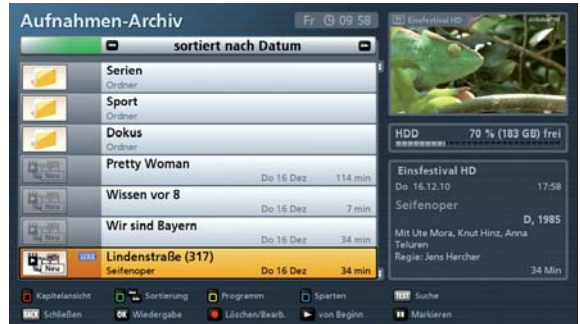 Aufnahmen-Archiv
Fr 09 58
sortiert nach Datum
Serien
Ordner
Sport
Ordner
Dokus
Ordner
Pretty Woman
Do 16 Dez 114 min
Neu
Wissen vor 8
Do 16 Dez 7 min
Neu
Wir sind Bayern
Do 16 Dez 34 min
Neu
SERIE
Lindenstraße (317)
Neu
Seifenoper Do 16 Dez 34 min
Einsfestival HD
HDD 70 % (183 GB) frei
Einsfestival HD
Do 16.12.10 17:58
Seifenoper
D, 1985
Mit Ute Mora, Knut Hinz, Anna
Teluren
Regie: Jens Hercher
34 Min
Kapitelansicht Sortierung Programm Sparten TEXT Suche
BACK Schließen OK Wiedergabe Löschen/Bearb. von Beginn Markieren